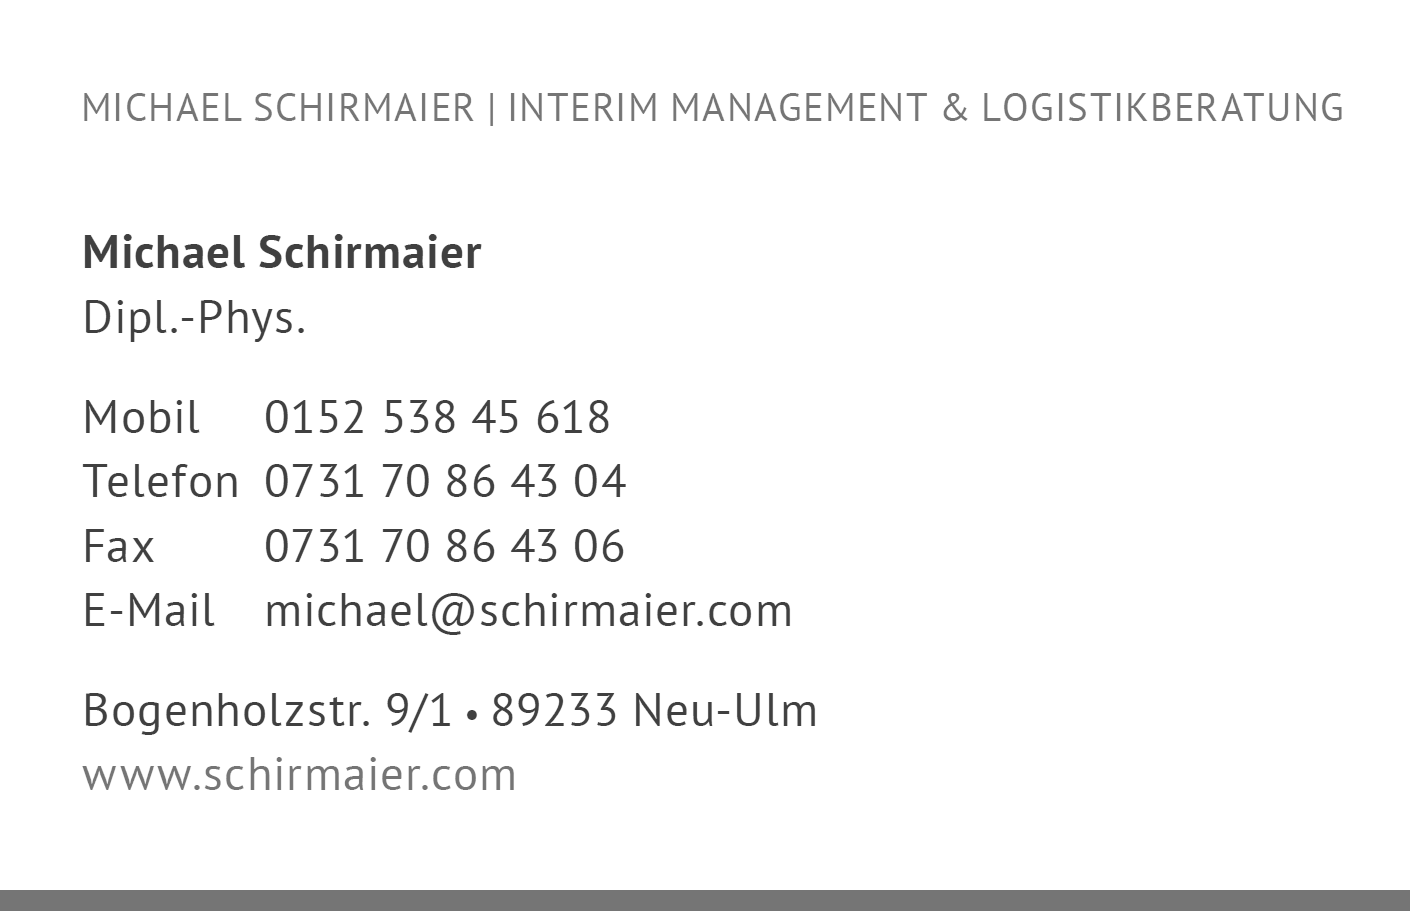 MICHAEL SCHIRMAIER | INTERIM MANAGEMENT & LOGISTIKBERATUNG
Michael Schirmaier
Dipl.-Phys.
Mobil 0152 538 45 618
Telefon 0731 70 86 43 04
Fax 0731 70 86 43 06
E-Mail michael@schirmaier.com
Bogenholzstr. 9/1 • 89233 Neu-Ulm
www.schirmaier.com